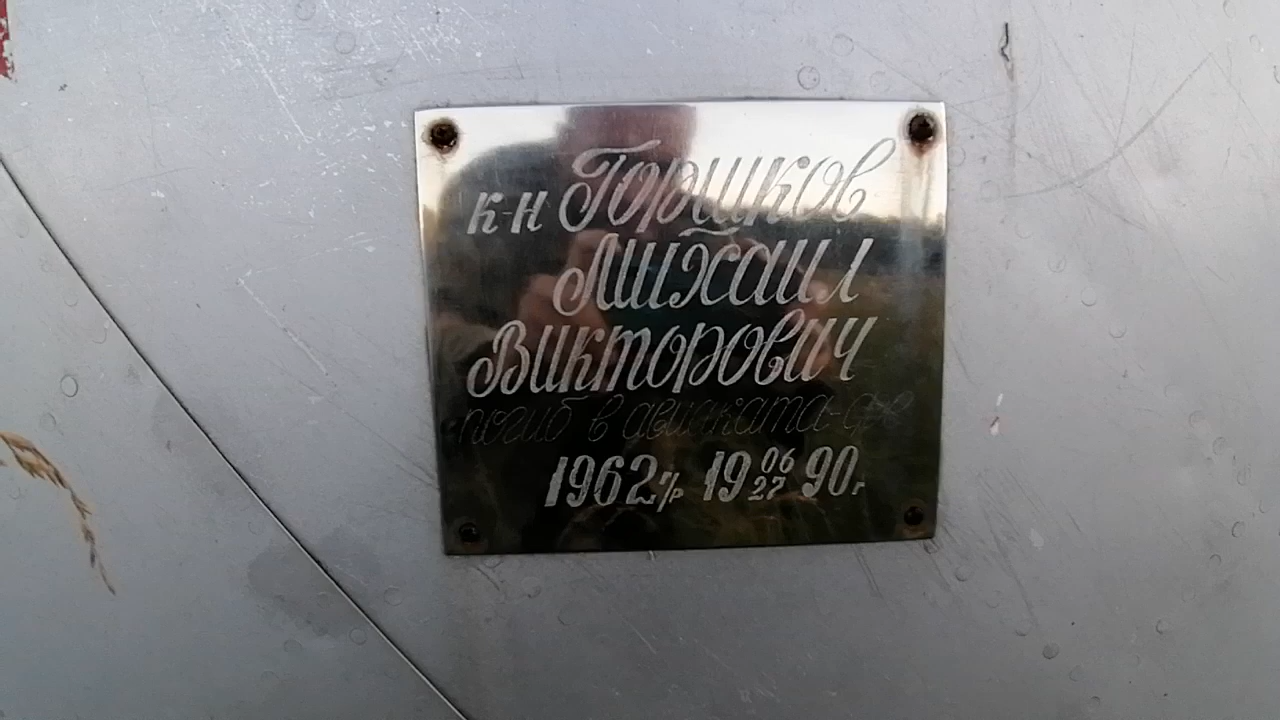 к-н Горшков
Михаил
Викторович
погиб в авиаката-фе
1962г/р 19 06 27 90г.